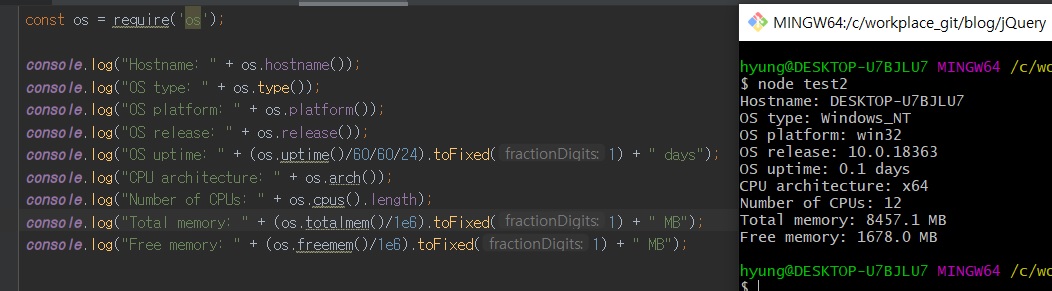 const os = require('os');
console.log("Hostname: " + os.hostname());
console.log("OS type: " + os.type());
console.log("OS platform: " + os.platform());
console.log("OS release: " + os.release());
console.log("OS uptime: " + (os.uptime()/60/60/24).toFixed( fractionDigits: 1) + " days");
console.log("CPU architecture: " + os.arch());
console.log("Number of CPUs: " + os.cpus().length);
console.log("Total memory: " + (os.totalmem()/1e6).toFixed( fractionDigits: 1) + " MB");
console.log("Free memory: " + (os.freemem()/1e6).toFixed( fractionDigits: 1) + " MB");
MINGW64:/c/workplace_git/blog/jQuery
hyung@DESKTOP-U7BJLU7 MINGW64 /c/wo
$ node test2
Hostname: DESKTOP-U7BJLU7
OS type: Windows_NT
OS platform: win32
OS release: 10.0.18363
OS uptime: 0.1 days
CPU architecture: x64
Number of CPUs: 12
Total memory: 8457.1 MB
Free memory: 1678.0 MB
hyung@DESKTOP-U7BJLU7 MINGW64 /c/wo
$